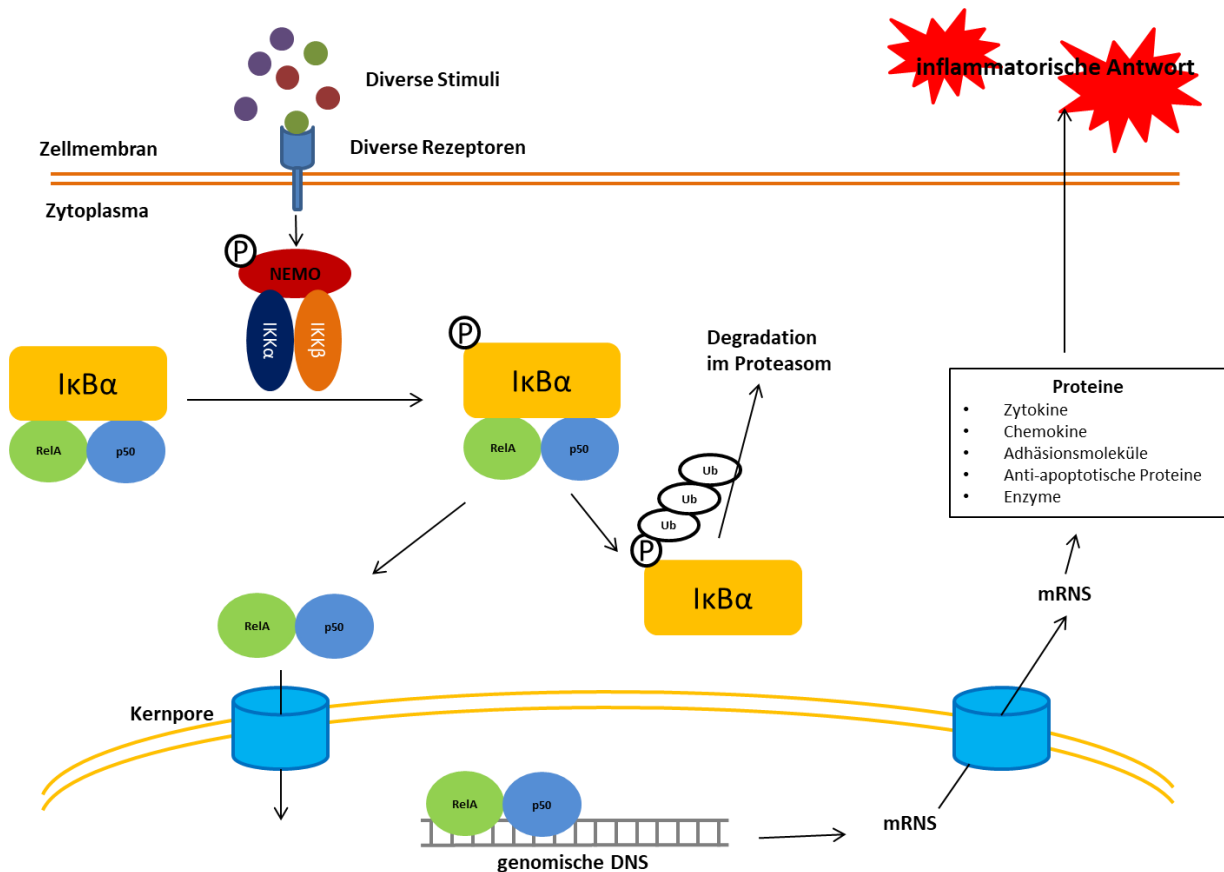 Diverse Stimuli
inflammatorische Antwort
Zellmembran
Diverse Rezeptoren
Zytoplasma
P
NEMO
IKKα
IKKβ
P
IκBα
RelA
p50
IκBα
RelA
p50
Degradation
im Proteasom
Ub
Ub
Ub
P
IκBα
Proteine
• Zytokine
• Chemokine
• Adhäsionsmoleküle
• Anti-apoptotische Proteine
• Enzyme
mRNS
RelA
p50
Kernpore
RelA
p50
genomische DNS
mRNS